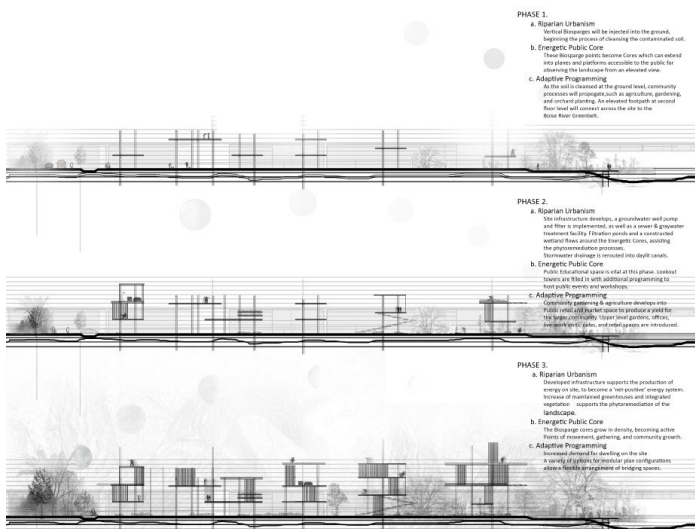 PHASE 1.
a. Riparian Urbanism
Vertical Biosparges will be injected into the ground,
beginning the process of cleansing the contaminated soil.
b. Energetic Public Core
These Biosparge points become Cores which can extend
into planes and platforms accessible to the public for
observing the landscape from an elevated view.
c. Adaptive Programming
As the soil is cleansed at the ground level, community
processes will propogate,such as agriculture, gardening,
and orchard planting. An elevated footpath at second
floor level will connect across the site to the
Boise River Greenbelt.
PHASE 2.
a. Riparian Urbanism
Site infrastructure develops, a groundwater well pump
and filter is implemented, as well as a sewer & graywater
treatment facility. Filtration ponds and a constructed
wetland flows around the Energetic Cores, assisting
the phytoremediation processes.
Stormwater drainage is rerouted into daylit canals.
b. Energetic Public Core
Public Educational space is vital at this phase. Lookout
towers are filled in with additional programming to
host public events and workshops.
c. Adaptive Programming
Community gardening & agriculture develops into
Public retail and market space to produce a yield for
the larger community. Upper level gardens, offices,
live-work units, cafes, and retail spaces are introduced.
PHASE 3.
a. Riparian Urbanism
Developed infrastructure supports the production of
energy on site, to become a 'net-positive' energy system.
Increase of maintained greenhouses and integrated
vegetation supports the phytoremediation of the
landscape.
b. Energetic Public Core
The Biosparge cores grow in density, becoming active
Points of movement, gathering, and community growth.
c. Adaptive Programming
Increased demand for dwelling on the site
A variety of options for modular plan configurations
allow a flexible arrangement of bridging spaces.